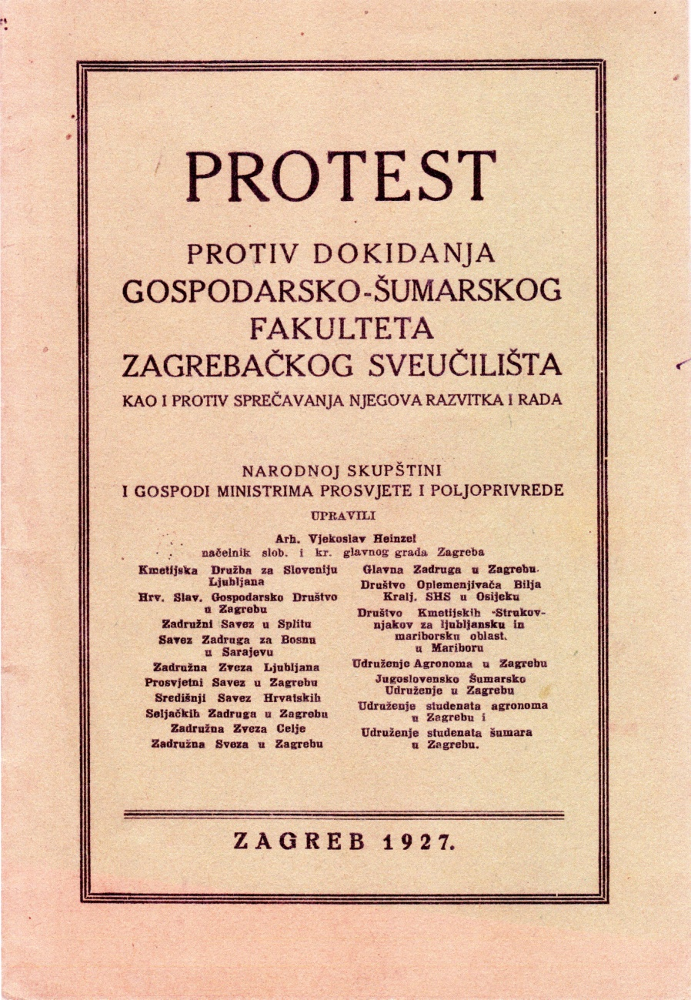 PROTEST
PROTIV DOKIDANJA
GOSPODARSKO-ŠUMARSKOG
FAKULTETA
ZAGREBAČKOG SVEUČILIŠTA
KAO I PROTIV SPREČAVANJA NJEGOVA RAZVITKA I RADA
NARODNOJ SKUPŠTINI
I GOSPODI MINISTRIMA PROSVJETE I POLJOPRIVREDE
UPRAVILI
Arh. Vjekoslav Heinzel
načelnik slob. i kr. glavnog grada Zagreba
Kmetijska Družba za Sloveniju
Ljubljana
Hrv. Slav. Gospodarsko Društvo
u Zagrebu
Zadružni Savez u Splitu
Savez Zadruga za Bosnu
u Sarajevu
Zadružna Zveza Ljubljana
Prosvjetni Savez u Zagrebu
Središnji Savez Hrvatskih
Seljačkih Zadruga u Zagrebu
Zadružna Zveza Celje
Zadružna Sveza u Zagrebu
Glavna Zadruga u Zagrebu.
Društvo Oplemenjivača Bilja
Kralj. SHS u Osijeku
Društvo Kmetijskih Strukov-
njakov za ljubljansku in
mariborsku oblast.
u Mariboru
Udruženje Agronoma u Zagrebu
Jugoslovensko Šumarsko
Udruženje u Zagrebu
Udruženje studenata agronoma
u Zagrebu i
Udruženje studenata šumara
u Zagrebu.
ZAGREB 1927.